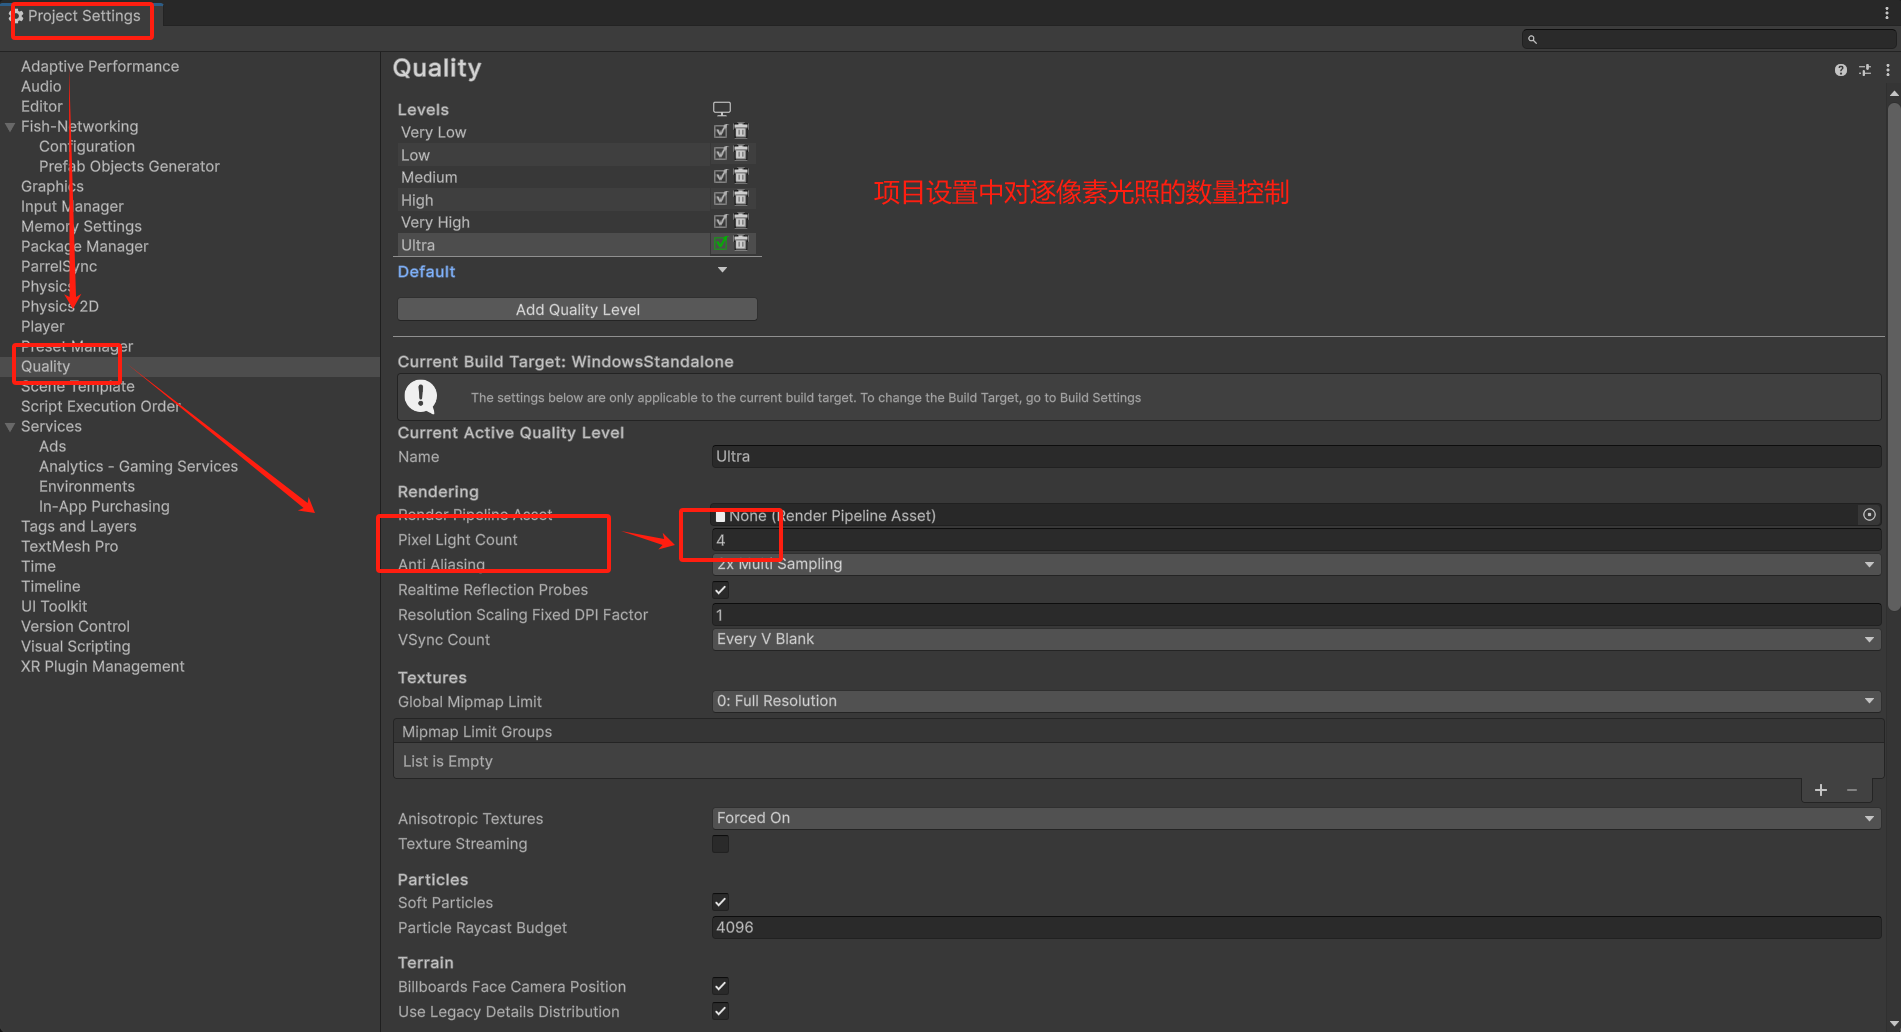 Project Settings
Adaptive Performance
Audio
Editor
Fish-Networking
Configuration
Prefab Objects Generator
Graphics
Input Manager
Memory Settings
Package Manager
ParrelSync
Physics
Physics 2D
Player
Preset Manager
Quality
Scene Template
Script Execution Order
Services
Ads
Analytics - Gaming Services
Environments
In-App Purchasing
Tags and Layers
TextMesh Pro
Time
Timeline
UI Toolkit
Version Control
Visual Scripting
XR Plugin Management
Quality
Levels
Very Low
Low
Medium
High
Very High
Ultra
Default
Add Quality Level
项目设置中对逐像素光照的数量控制
Current Build Target: WindowsStandalone
The settings below are only applicable to the current build target. To change the Build Target, go to Build Settings
Current Active Quality Level
Name Ultra
Rendering
Render Pipeline Asset None (Render Pipeline Asset)
Pixel Light Count 4
Anti Aliasing 2x Multi Sampling
Realtime Reflection Probes
Resolution Scaling Fixed DPI Factor 1
VSync Count Every V Blank
Textures
Global Mipmap Limit 0: Full Resolution
Mipmap Limit Groups
List is Empty
Anisotropic Textures Forced On
Texture Streaming
Particles
Soft Particles
Particle Raycast Budget 4096
Terrain
Billboards Face Camera Position
Use Legacy Details Distribution